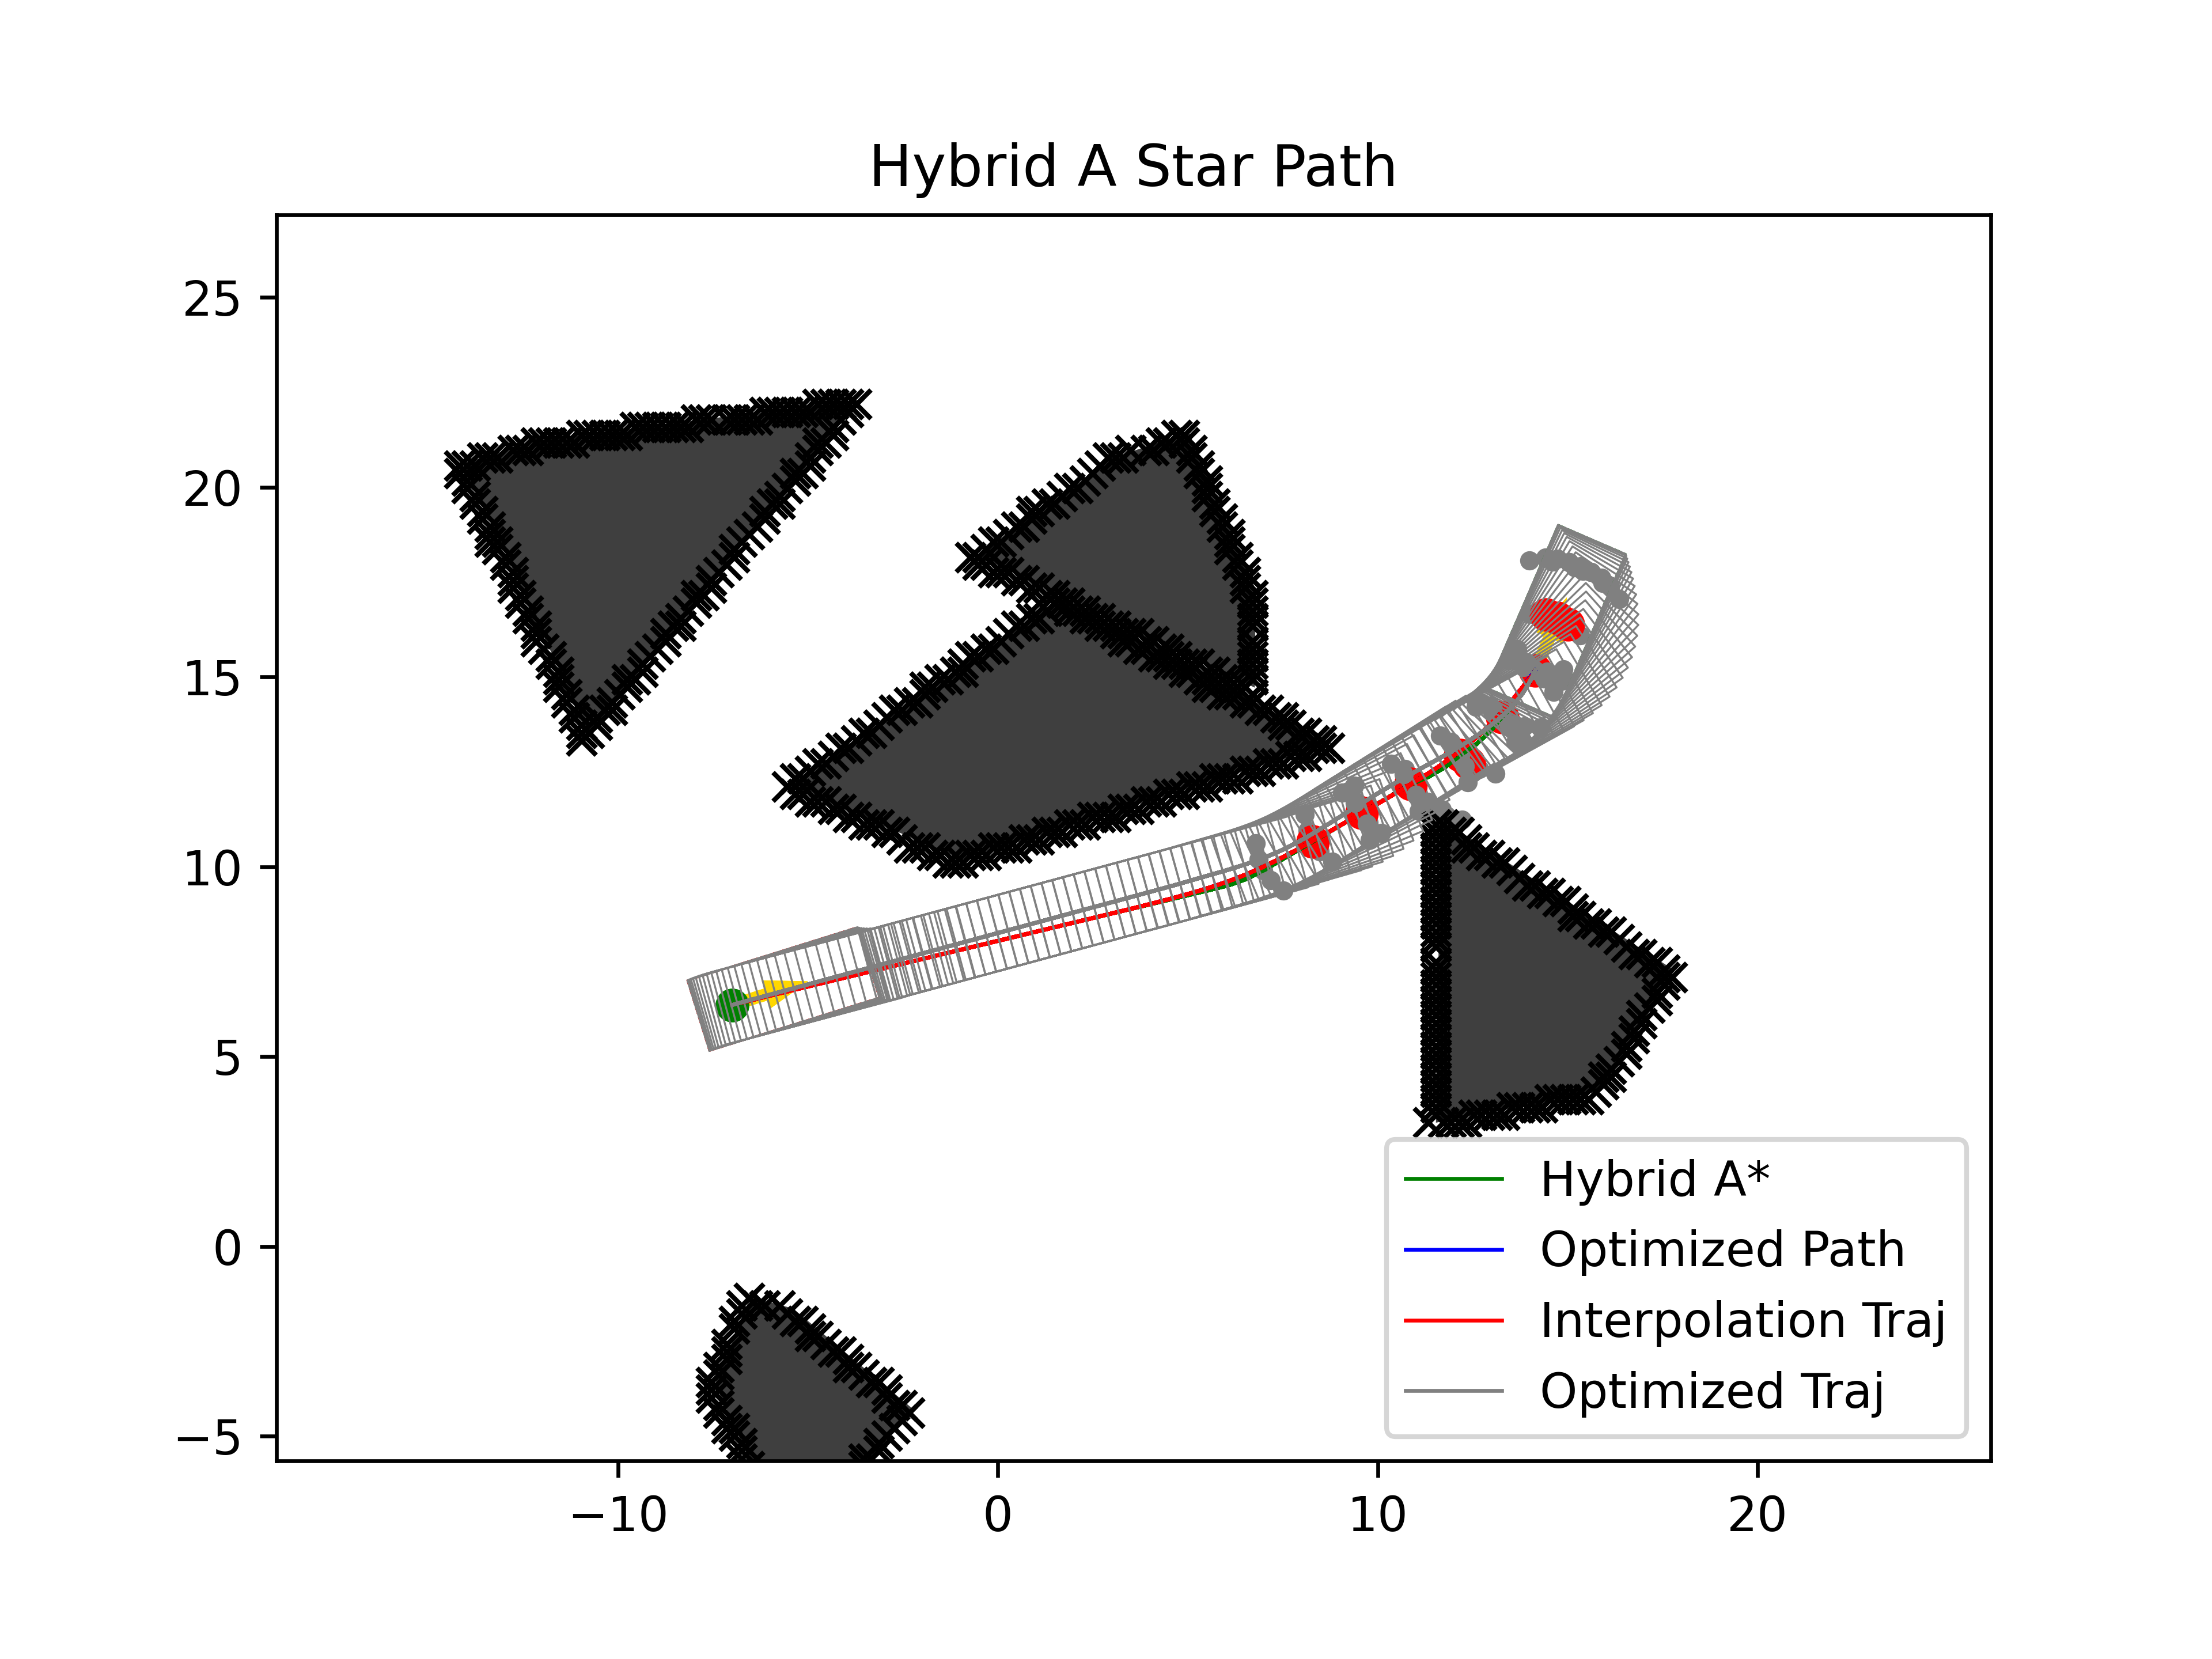 Hybrid A Star Path
25
20
15
10
5
0
−5
−10
0
10
20
Hybrid A*
Optimized Path
Interpolation Traj
Optimized Traj